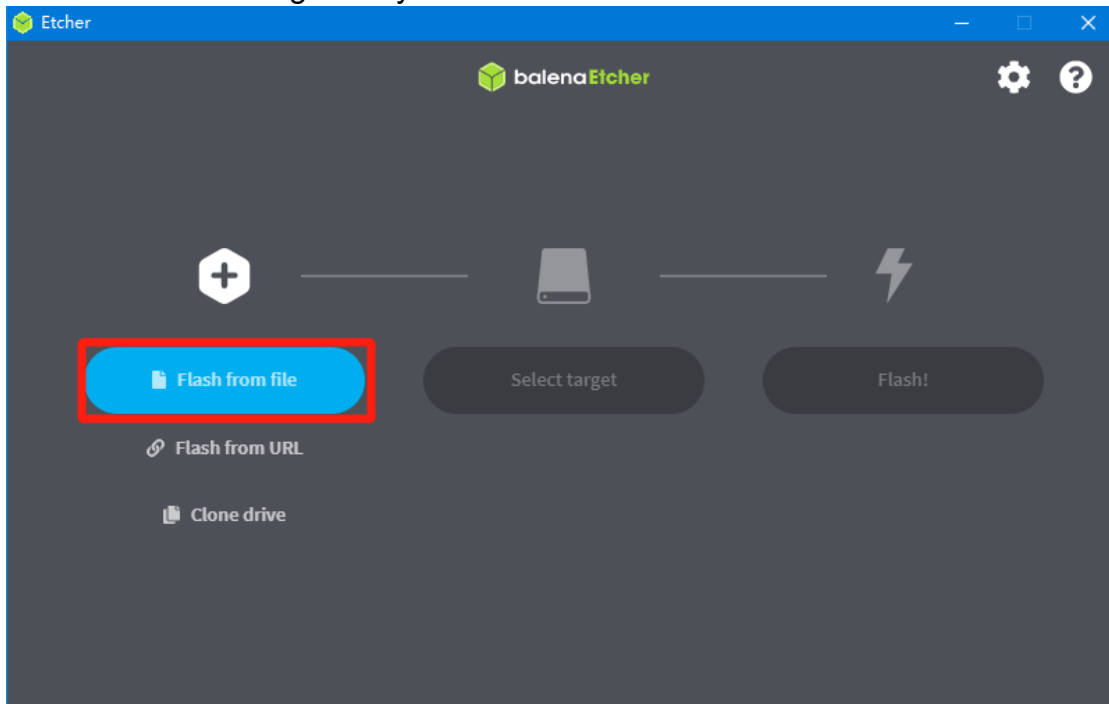 Etcher
balenaEtcher
Flash from file
Select target
Flash!
Flash from URL
Clone drive